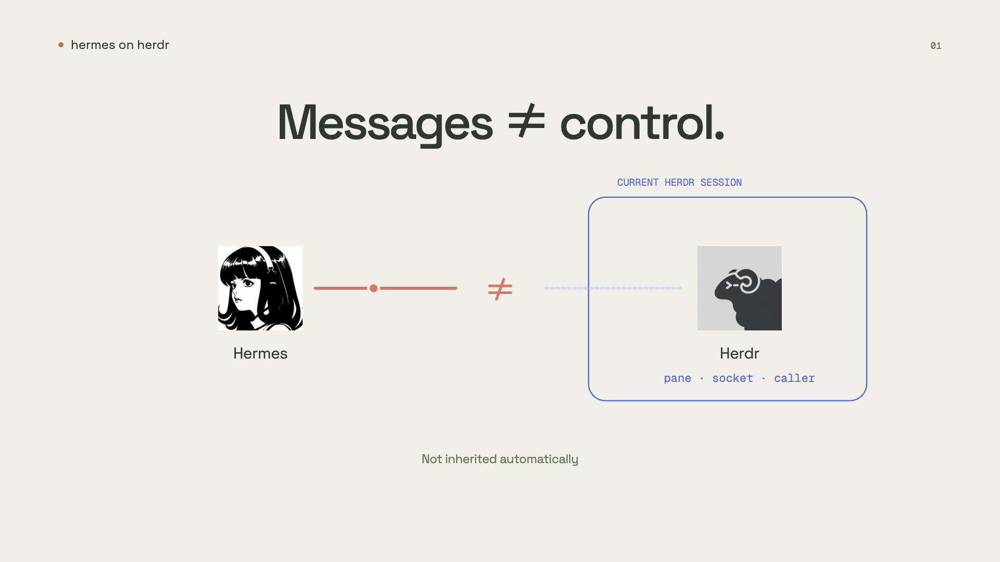 hermes on herdr
01
Messages ≠ control.
CURRENT HERDR SESSION
≠
Hermes
Herdr
pane · socket · caller
Not inherited automatically